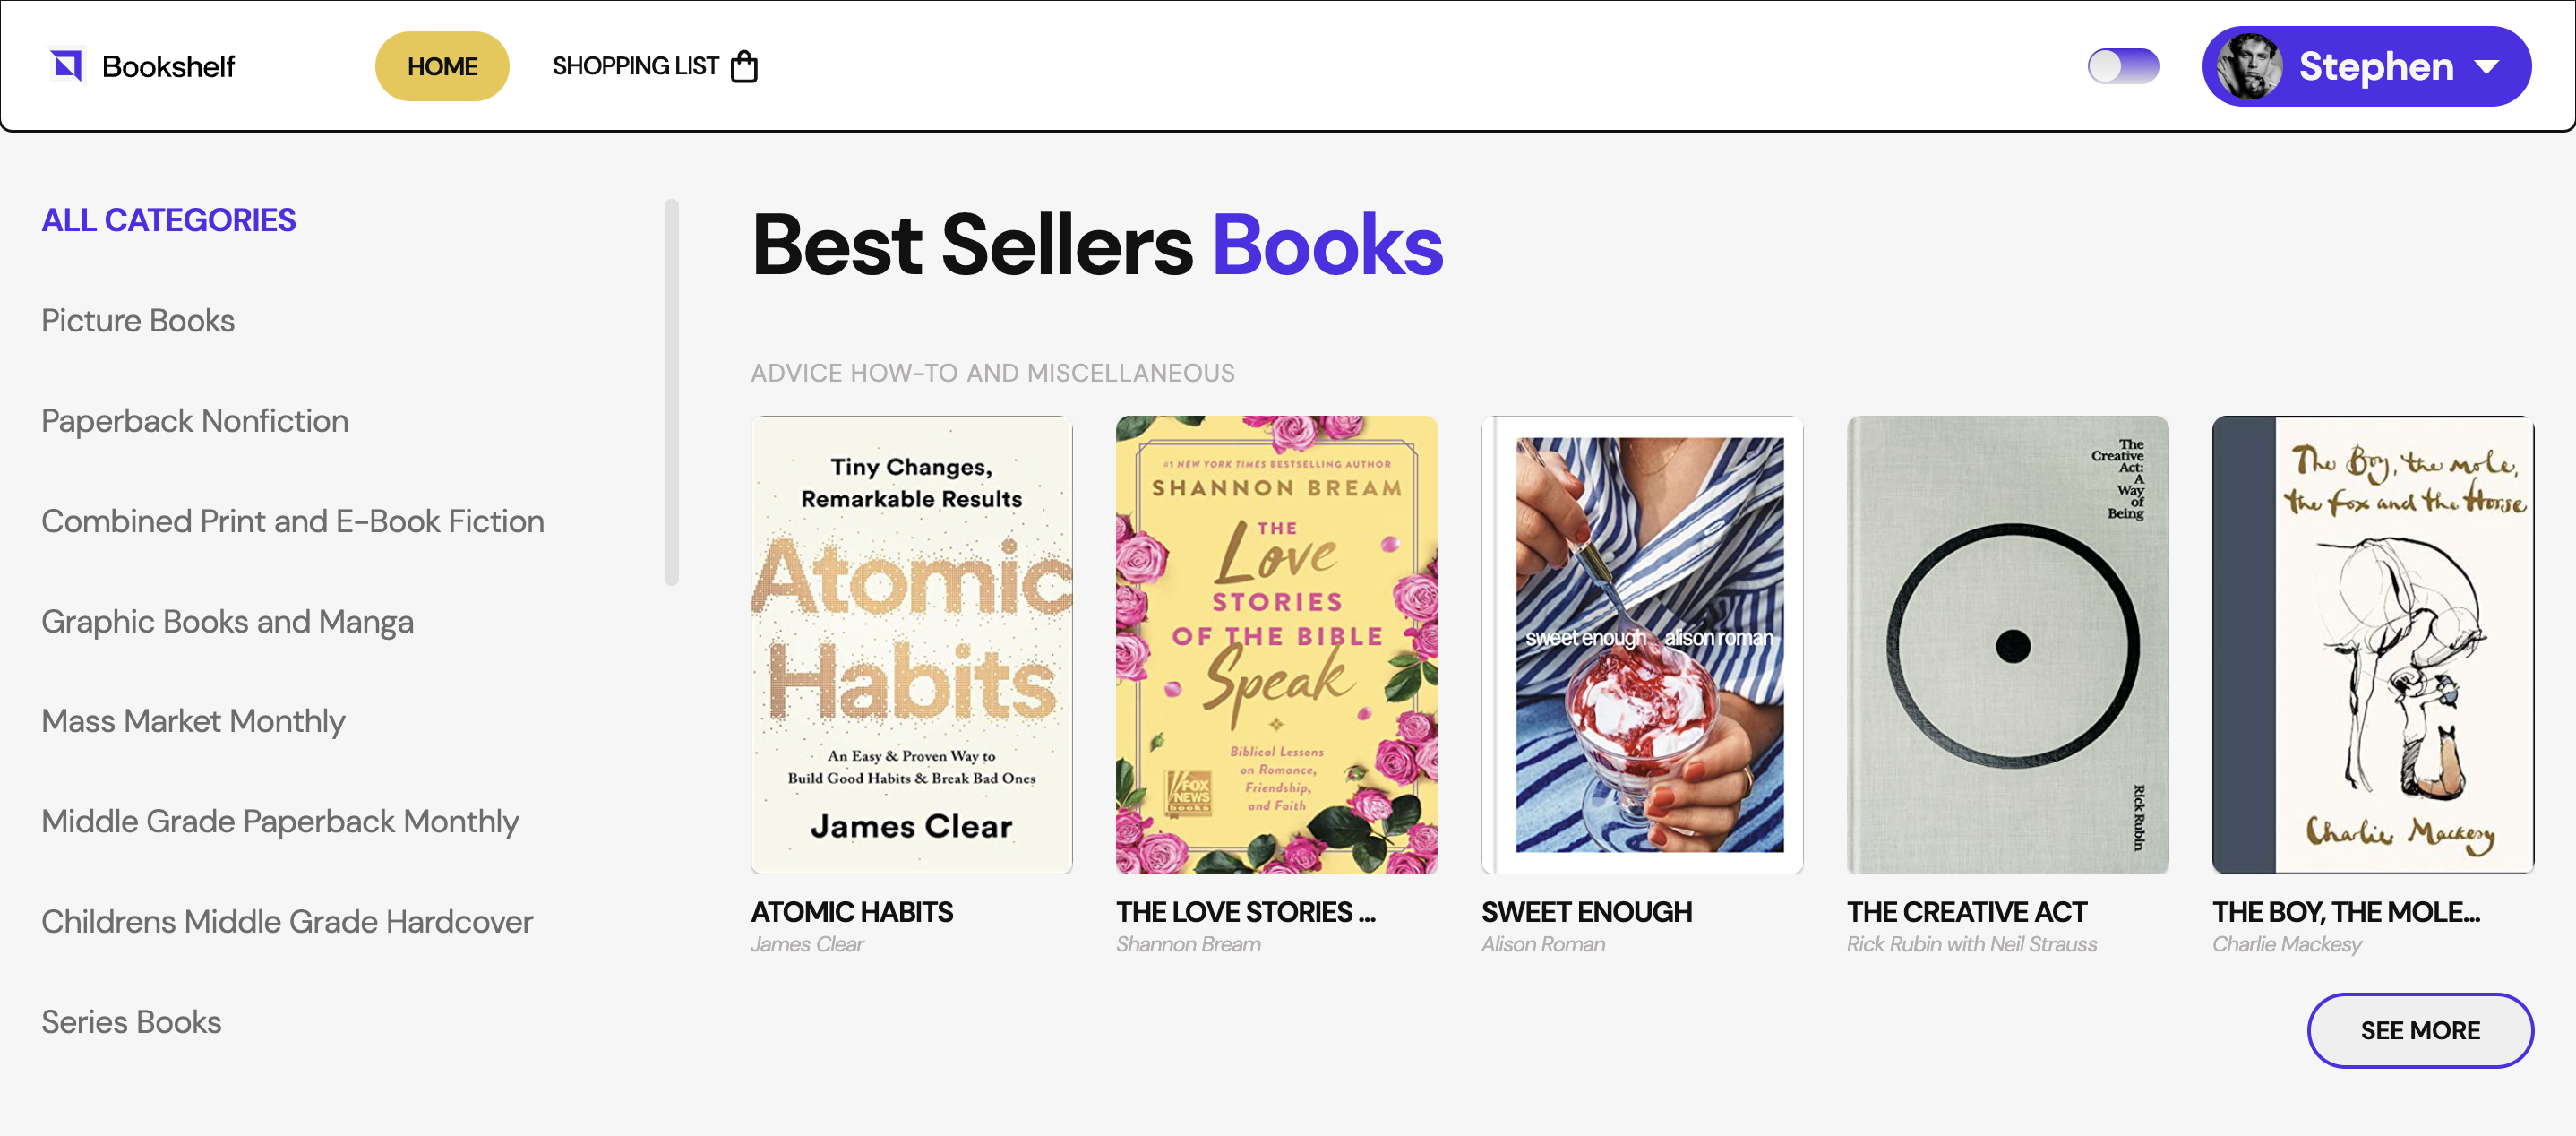 Bookshelf
HOME
SHOPPING LIST
Stephen
ALL CATEGORIES
Picture Books
Paperback Nonfiction
Combined Print and E-Book Fiction
Graphic Books and Manga
Mass Market Monthly
Middle Grade Paperback Monthly
Childrens Middle Grade Hardcover
Series Books
Best Sellers Books
ADVICE HOW-TO AND MISCELLANEOUS
Tiny Changes,
Remarkable Results
Atomic
Habits
An Easy & Proven Way to
Build Good Habits & Break Bad Ones
James Clear
ATOMIC HABITS
James Clear
#1 NEW YORK TIMES BESTSELLING AUTHOR
SHANNON BREAM
THE
Love
STORIES
OF THE BIBLE
Speak
Biblical Lessons
on Romance,
Friendship,
and Faith
FOX
NEWS
books
THE LOVE STORIES ...
Shannon Bream
sweet enough alison roman
SWEET ENOUGH
Alison Roman
The
Creative
Act:
A
Way
of
Being
Rick Rubin
THE CREATIVE ACT
Rick Rubin with Neil Strauss
The Boy, the mole,
the fox and the Horse
Charlie Mackesy
THE BOY, THE MOLE...
Charlie Mackesy
SEE MORE